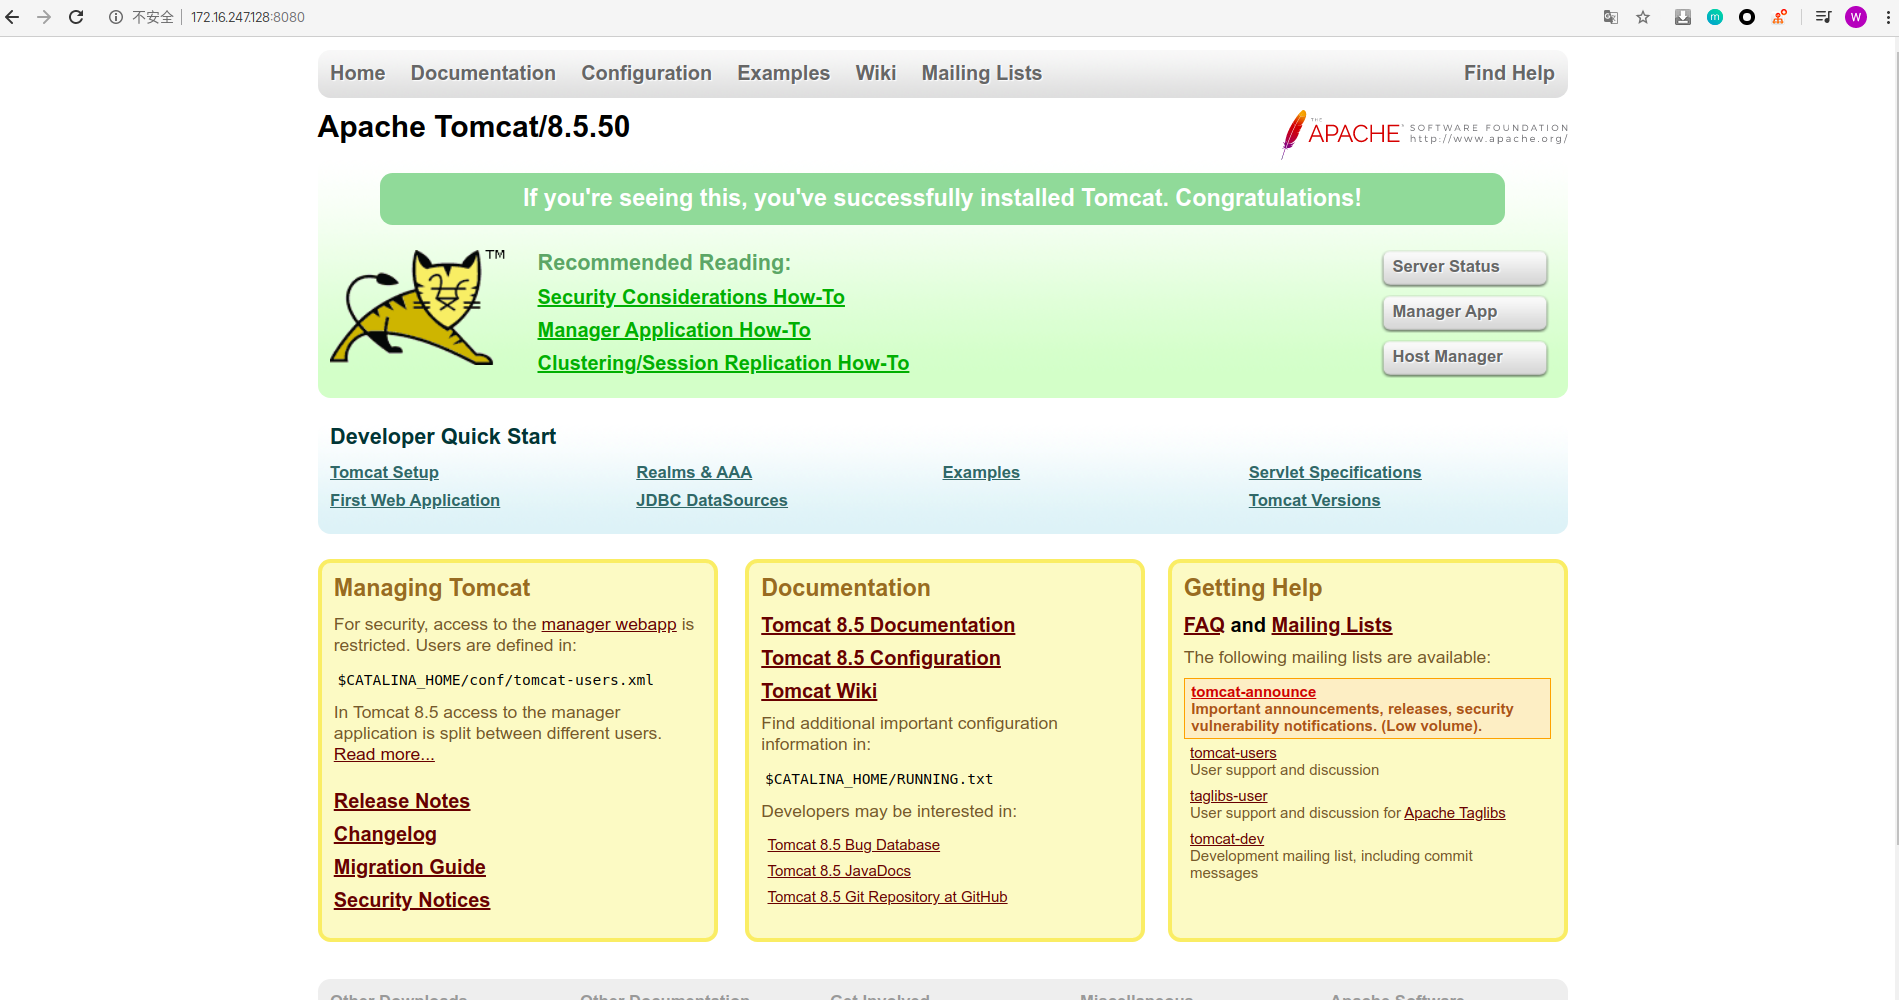 不安全 172.16.247.128:8080
W
Home Documentation Configuration Examples Wiki Mailing Lists Find Help
Apache Tomcat/8.5.50
THE APACHE SOFTWARE FOUNDATION
http://www.apache.org/
If you're seeing this, you've successfully installed Tomcat. Congratulations!
TM
Recommended Reading:
Security Considerations How-To
Manager Application How-To
Clustering/Session Replication How-To
Server Status
Manager App
Host Manager
Developer Quick Start
Tomcat Setup
First Web Application
Realms & AAA
JDBC DataSources
Examples
Servlet Specifications
Tomcat Versions
Managing Tomcat
For security, access to the manager webapp is
restricted. Users are defined in:
$CATALINA_HOME/conf/tomcat-users.xml
In Tomcat 8.5 access to the manager
application is split between different users.
Read more...
Release Notes
Changelog
Migration Guide
Security Notices
Documentation
Tomcat 8.5 Documentation
Tomcat 8.5 Configuration
Tomcat Wiki
Find additional important configuration
information in:
$CATALINA_HOME/RUNNING.txt
Developers may be interested in:
Tomcat 8.5 Bug Database
Tomcat 8.5 JavaDocs
Tomcat 8.5 Git Repository at GitHub
Getting Help
FAQ and Mailing Lists
The following mailing lists are available:
tomcat-announce
Important announcements, releases, security
vulnerability notifications. (Low volume).
tomcat-users
User support and discussion
taglibs-user
User support and discussion for Apache Taglibs
tomcat-dev
Development mailing list, including commit
messages
Other Downloads Other Documentation Get Involved Miscellaneous Apache Software